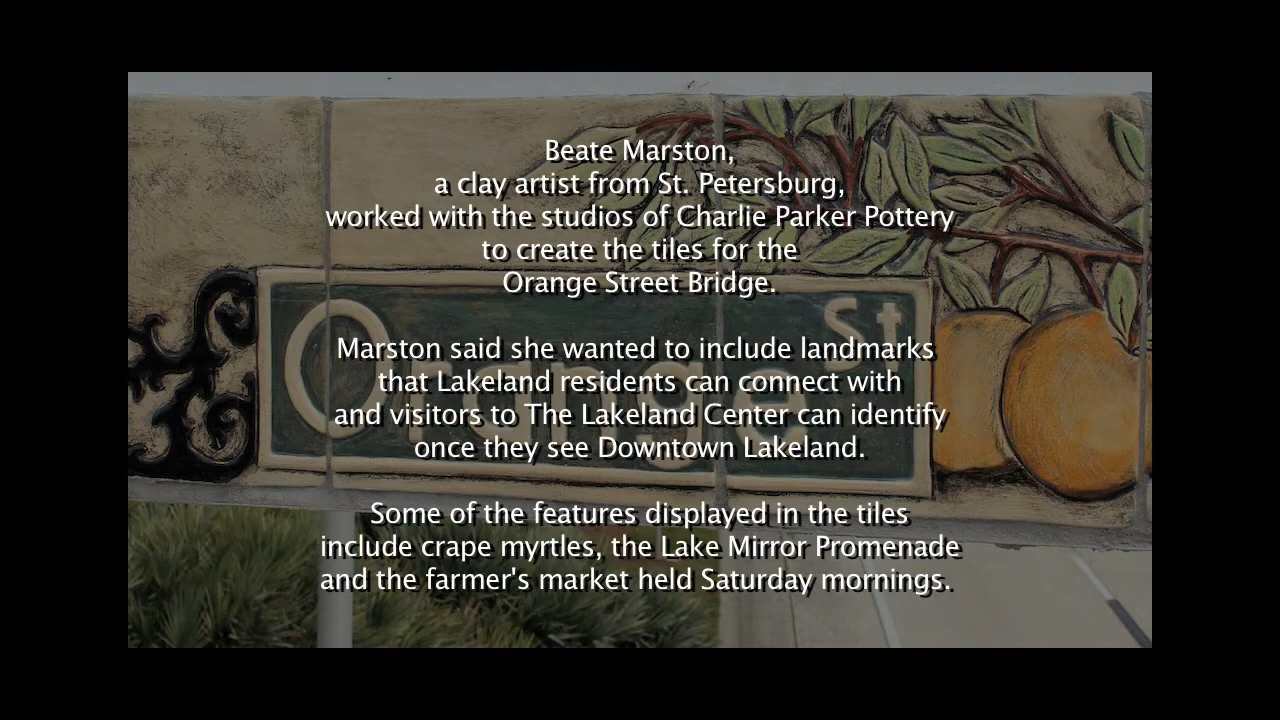 Beate Marston,
a clay artist from St. Petersburg,
worked with the studios of Charlie Parker Pottery
to create the tiles for the
Orange Street Bridge.
Marston said she wanted to include landmarks
that Lakeland residents can connect with
and visitors to The Lakeland Center can identify
once they see Downtown Lakeland.
Some of the features displayed in the tiles
include crape myrtles, the Lake Mirror Promenade
and the farmer's market held Saturday mornings.
Orange St